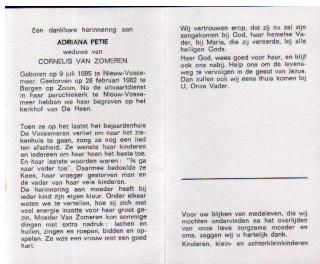 Een dankbare herinnering aan
ADRIANA PETIE
weduwe van
CORNELIS VAN ZOMEREN
Geboren op 9 juli 1895 te Nieuw-Vosse-
meer. Gestorven op 28 februari 1982 te
Bergen op Zoom. Na de uitvaartdienst
in haar parochiekerk te Nieuw-Vosse-
meer hebben we haar begraven op het
kerkhof van De Heen.
Toen ze op het laatst het bejaardenhuis
De Vossemeren verliet om naar het zie-
kenhuis te gaan, zong ze nog een lied
ten afscheid. Ze wenste haar kinderen
en iedereen om haar heen het beste toe.
En haar laatste woorden waren: "Ik ga
naar vader toe". Daarmee bedoelde ze
Kees, haar vroeger gestorven man en
de vader van haar vele kinderen.
De herinnering aan moeder heeft bij
ieder kind zijn eigen kleur. Onder elkaar
woten we te vertellen, hoe zij zich met
veel energie inzette voor haar groot ge-
zin. Moeder Van Zomeren kon sommige
dingen met extra nadruk: lachen en
huilen, zingen en roepen, bidden en op-
appelen. Ze was een vrouw met een goed
hart.
Wij vertrouwen erop, dat zij nu zal zijn
aangekomen bij God, haar hemelse Va-
der, bij Maria, die zij vereerde, bij alle
heiligen Gods.
Heer God, wees goed voor haar, en blijf
ook ons nabij. Help ons om de levens-
weg te vervolgen in de geest van Jezus.
Dan zullen ook wij eens thuis komen bij
U, Onze Vader.
Voor uw blijken van medeleven, die wij
mochten ondervinden na het overlijden
van onze lieve zorgzame moeder en
oma, zeggen wij u hartelijk dank.
Kinderen, klein- en achterkleinkinderen